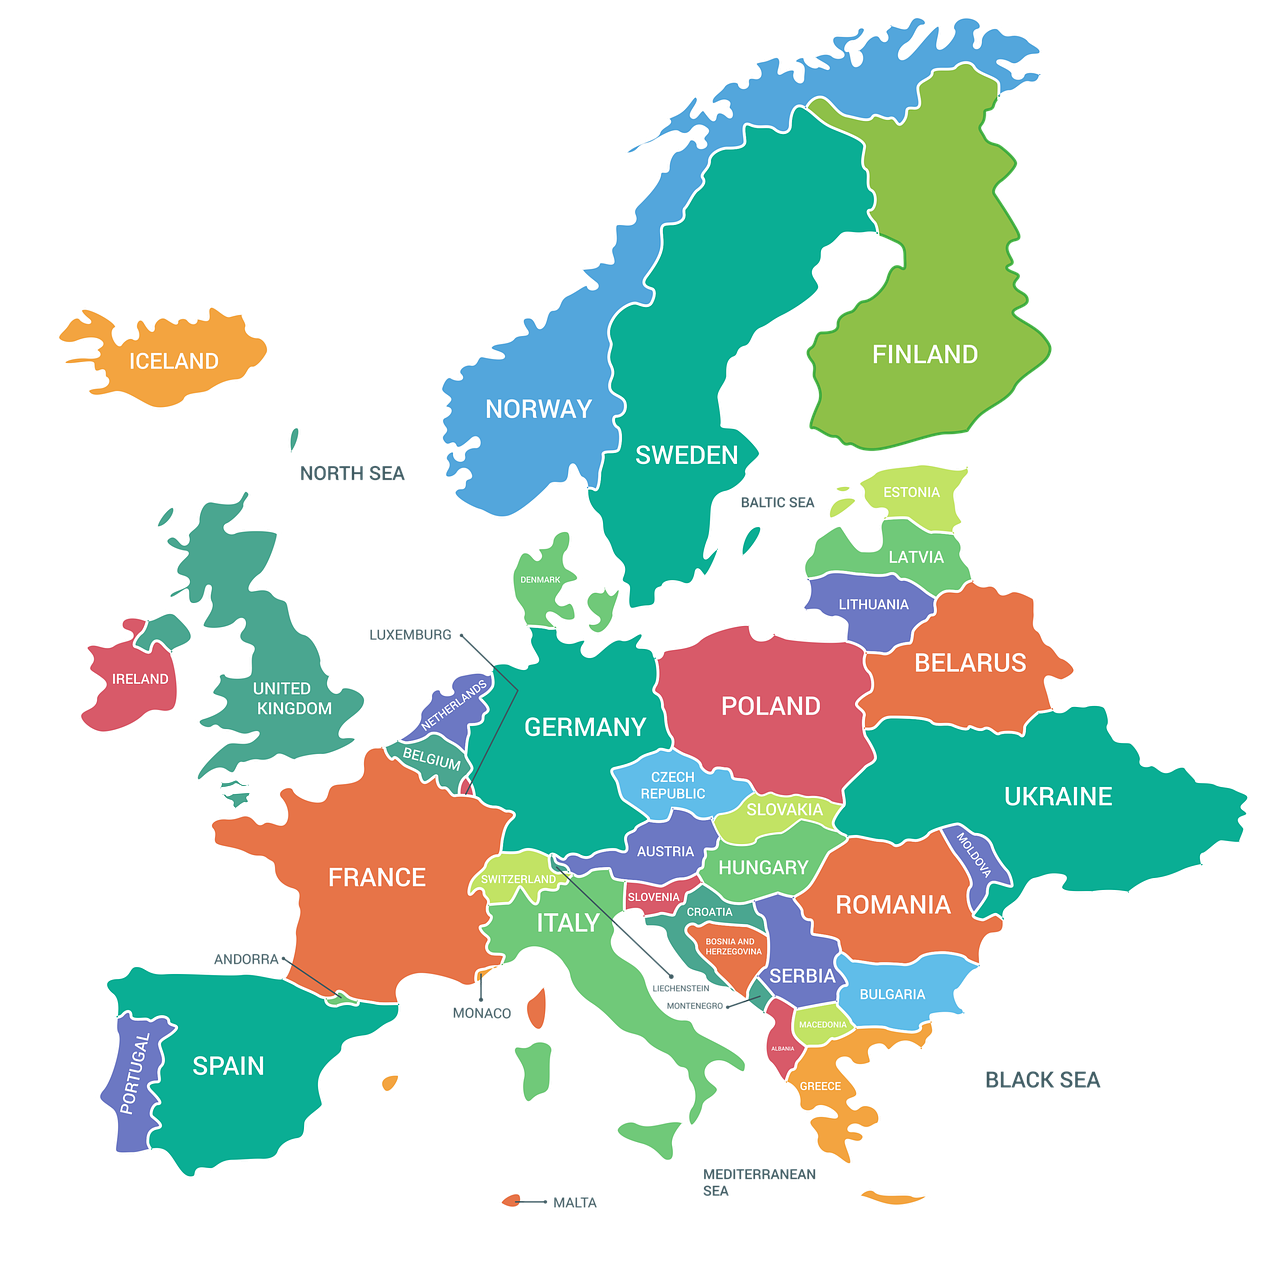 ICELAND
FINLAND
NORWAY
SWEDEN
NORTH SEA
BALTIC SEA
ESTONIA
LATVIA
DENMARK
LITHUANIA
LUXEMBURG
BELARUS
IRELAND
UNITED
KINGDOM
NETHERLANDS
POLAND
GERMANY
BELGIUM
CZECH
REPUBLIC
UKRAINE
SLOVAKIA
AUSTRIA
MOLDOVA
FRANCE
SWITZERLAND
HUNGARY
SLOVENIA
ROMANIA
ITALY
CROATIA
BOSNIA AND
HERZEGOVINA
ANDORRA
SERBIA
LIECHENSTEIN
BULGARIA
MONTENEGRO
MONACO
MACEDONIA
ALBANIA
SPAIN
PORTUGAL
GREECE
BLACK SEA
MEDITERRANEAN
SEA
MALTA